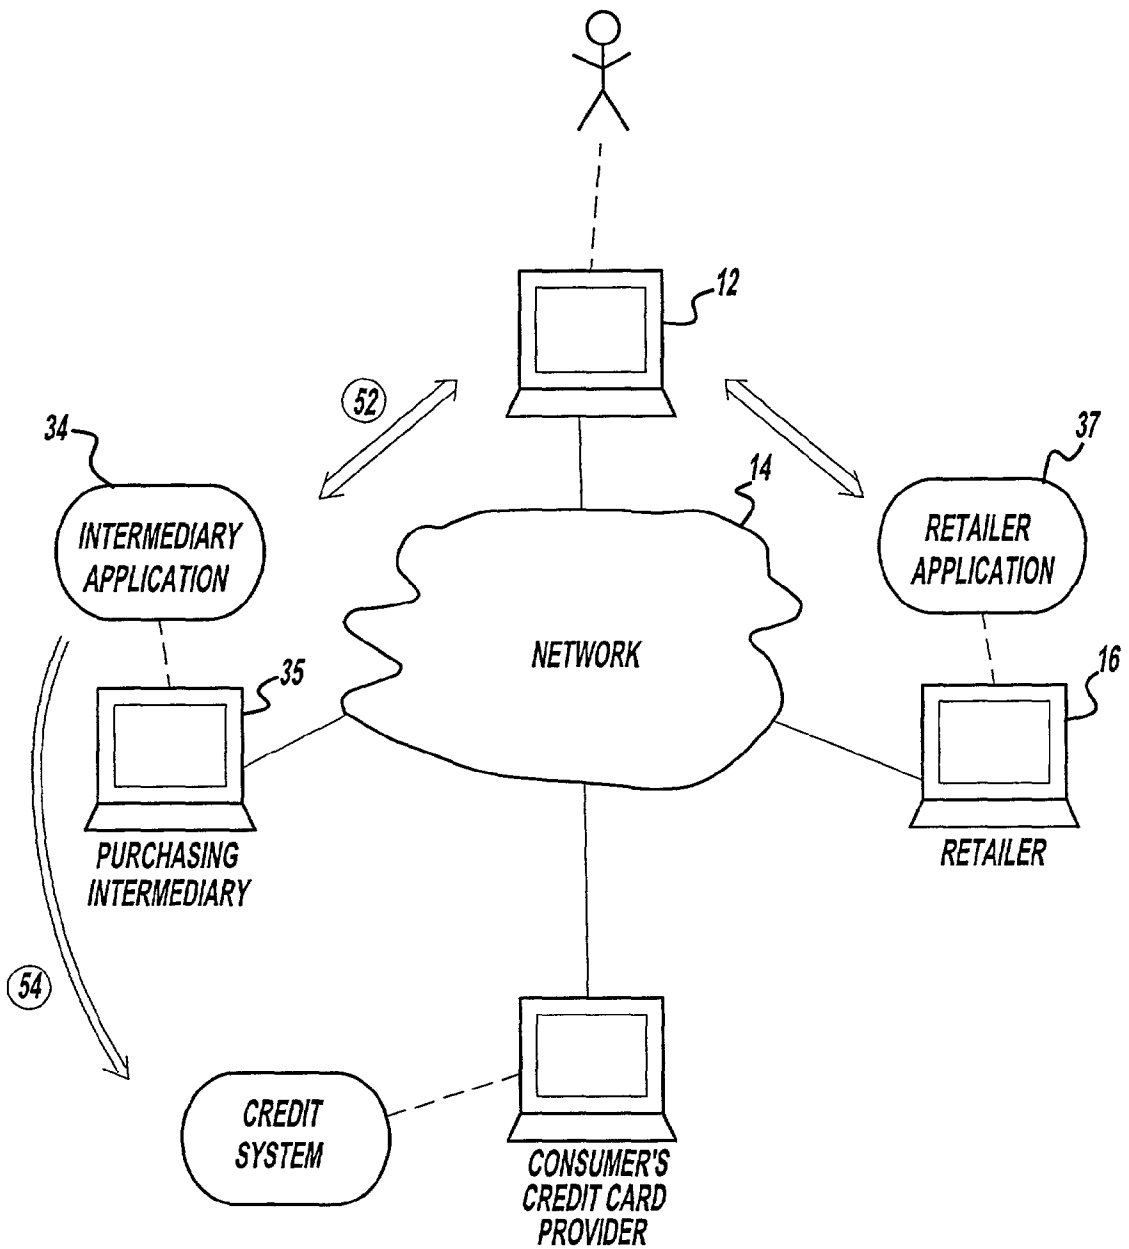 12
52
34
37
14
INTERMEDIARY
APPLICATION
RETAILER
APPLICATION
NETWORK
35
16
PURCHASING
INTERMEDIARY
RETAILER
54
CREDIT
SYSTEM
CONSUMER'S
CREDIT CARD
PROVIDER